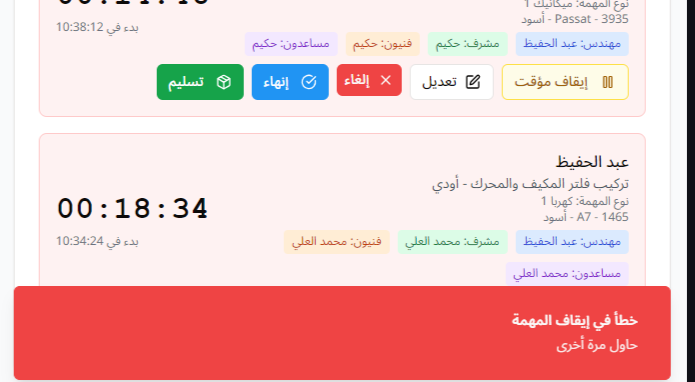 نوع المهمة: ميكانيك 1
Passat - 3935 - أسود
بدء في 10:38:12
مهندس: عبد الحفيظ
مشرف: حكيم
فنيون: حكيم
مساعدون: حكيم
إيقاف مؤقت
تعديل
إلغاء
إنهاء
تسليم
عبد الحفيظ
تركيب فلتر المكيف والمحرك - أودي
نوع المهمة: كهربا 1
A7 - 1465 - أسود
00:18:34
بدء في 10:34:24
مهندس: عبد الحفيظ
مشرف: محمد العلي
فنيون: محمد العلي
مساعدون: محمد العلي
خطأ في إيقاف المهمة
حاول مرة أخرى